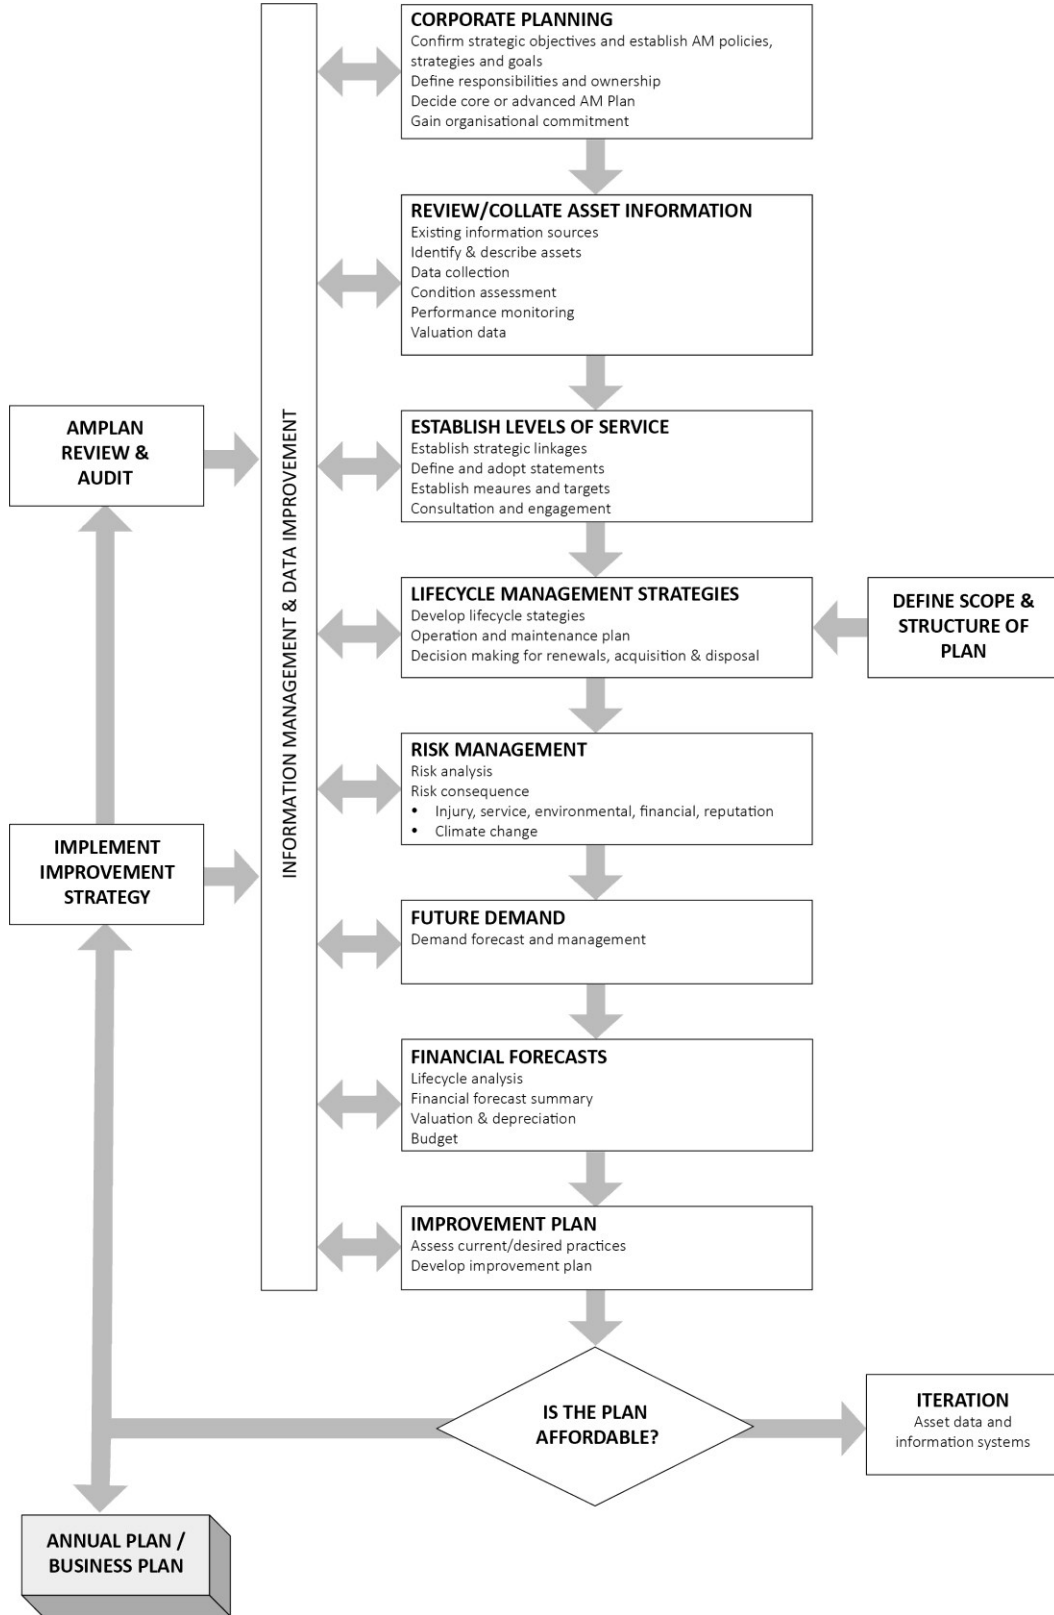 CORPORATE PLANNING
Confirm strategic objectives and establish AM policies,
strategies and goals
Define responsibilities and ownership
Decide core or advanced AM Plan
Gain organisational commitment
REVIEW/COLLATE ASSET INFORMATION
Existing information sources
Identify & describe assets
Data collection
Condition assessment
Performance monitoring
Valuation data
AMPLAN
REVIEW &
AUDIT
INFORMATION MANAGEMENT & DATA IMPROVEMENT
ESTABLISH LEVELS OF SERVICE
Establish strategic linkages
Define and adopt statements
Establish meaures and targets
Consultation and engagement
LIFECYCLE MANAGEMENT STRATEGIES
Develop lifecycle stategies
Operation and maintenance plan
Decision making for renewals, acquisition & disposal
DEFINE SCOPE &
STRUCTURE OF
PLAN
RISK MANAGEMENT
Risk analysis
Risk consequence
• Injury, service, environmental, financial, reputation
• Climate change
IMPLEMENT
IMPROVEMENT
STRATEGY
FUTURE DEMAND
Demand forecast and management
FINANCIAL FORECASTS
Lifecycle analysis
Financial forecast summary
Valuation & depreciation
Budget
IMPROVEMENT PLAN
Assess current/desired practices
Develop improvement plan
IS THE PLAN
AFFORDABLE?
ITERATION
Asset data and
information systems
ANNUAL PLAN /
BUSINESS PLAN